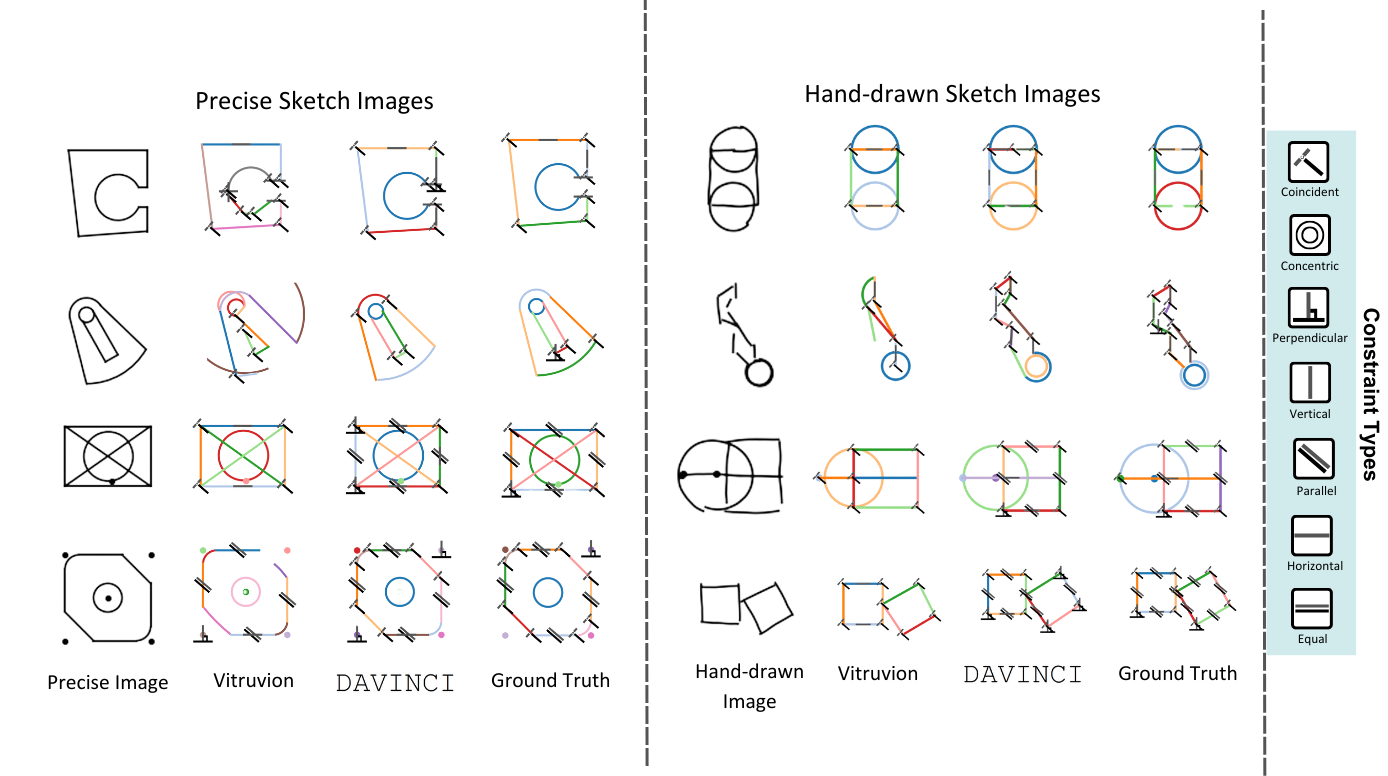 Precise Sketch Images
Hand-drawn Sketch Images
Precise Image
Vitruvion
DAVINCI
Ground Truth
Hand-drawn
Image
Vitruvion
DAVINCI
Ground Truth
Coincident
Concentric
Perpendicular
Vertical
Parallel
Horizontal
Equal
Constraint Types